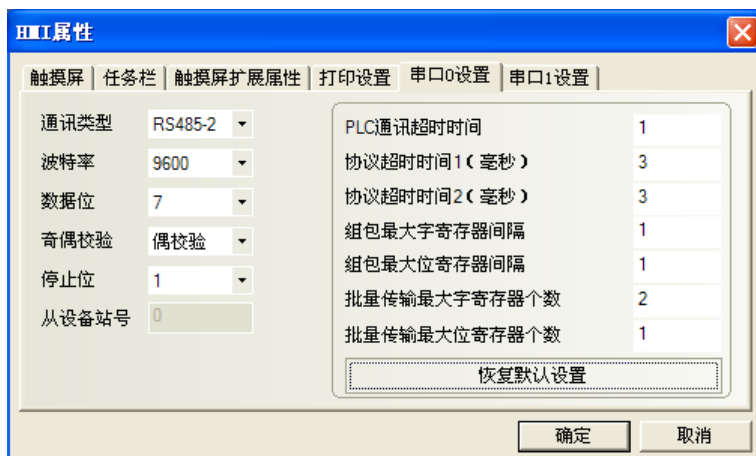 HMI属性
触摸屏 任务栏 触摸屏扩展属性 打印设置 串口0设置 串口1设置
通讯类型 RS485-2
波特率 9600
数据位 7
奇偶校验 偶校验
停止位 1
从设备站号 0
PLC通讯超时时间 1
协议超时时间1(毫秒) 3
协议超时时间2(毫秒) 3
组包最大字寄存器间隔 1
组包最大位寄存器间隔 1
批量传输最大字寄存器个数 2
批量传输最大位寄存器个数 1
恢复默认设置
确定 取消